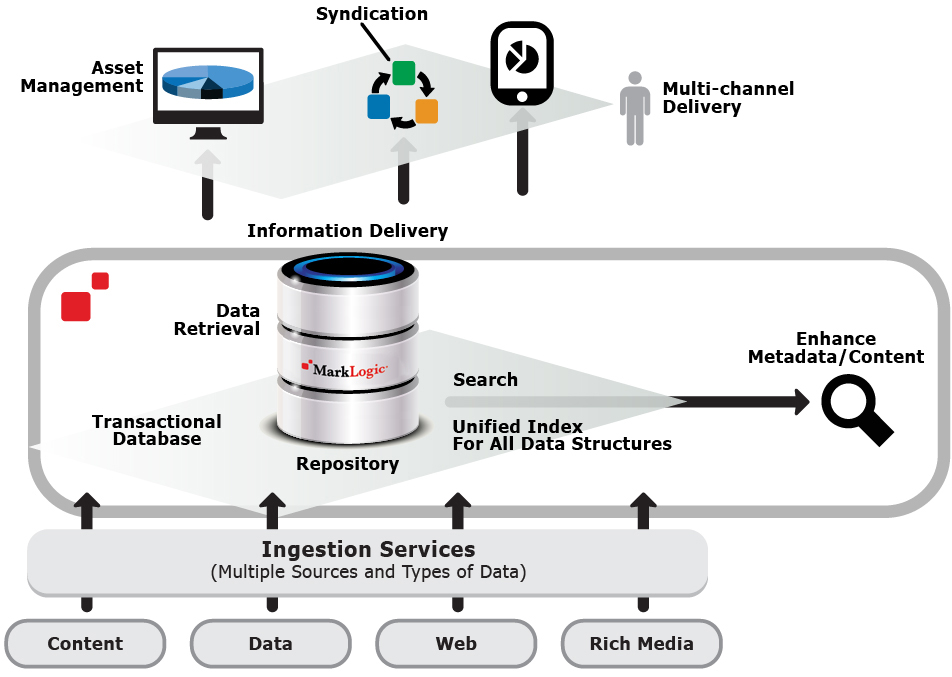 Syndication
Asset
Management
Multi-channel
Delivery
Information Delivery
Data
Retrieval
MarkLogic
Enhance
Metadata/Content
Search
Transactional
Database
Unified Index
For All Data Structures
Repository
Ingestion Services
(Multiple Sources and Types of Data)
Content
Data
Web
Rich Media